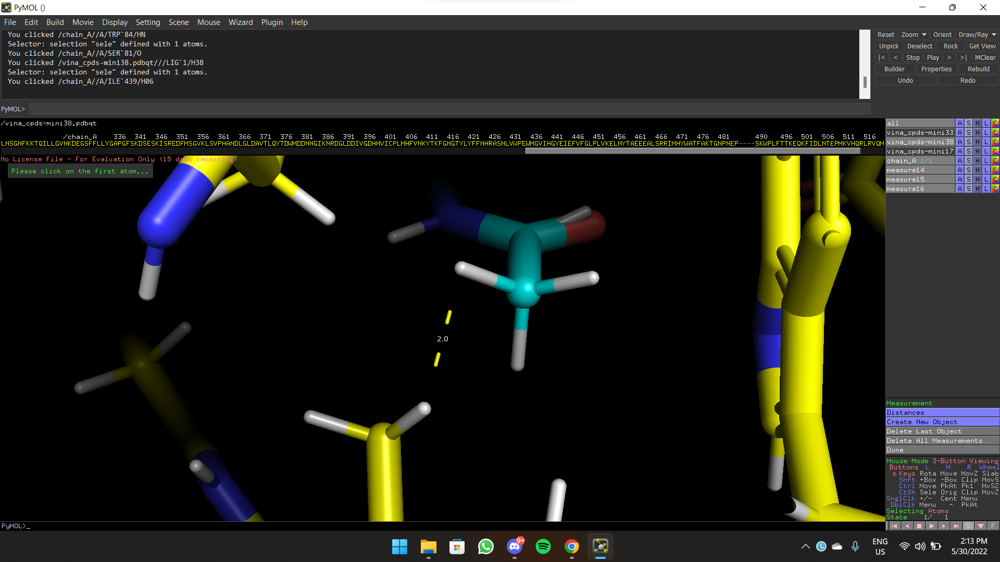 PyMOL ()
File Edit Build Movie Display Setting Scene Mouse Wizard Plugin Help
You clicked /chain_A//A/TRP`84/HN
Selector: selection "sele" defined with 1 atoms.
You clicked /chain_A//A/SER`81/O
You clicked /vina_cpds-mini38.pdbqt///LIG`1/H38
Selector: selection "sele" defined with 1 atoms.
You clicked /chain_A//A/ILE`439/H06
Reset Zoom Orient Draw/Ray
Unpick Deselect Rock Get View
|< < Stop Play > >| MClear
Builder Properties Rebuild
Undo Redo
PyMOL>
/vina_cpds-mini38.pdbqt
/chain_A 336 341 346 351 356 361 366 371 376 381 386 391 396 401 406 411 416 421 426 431 436 441 446 451 456 461 466 471 476 481 490 496 501 506 511 516
LNSGNFKKTQILLGVNKDEGSFFLLYGAPGFSKDSESKISREDFMSGVKLSVPHANDLGLDAVTLQYTDWMDDNNGIKNRDGLDDIVGDHNVICPLMHFVNKYTKFGNGTYLYFFNHRASNLVWPEWMGVIHGYEIEFVFGLPLVKELNYTAEEEALSRRIMHYWATFAKTGNPNEP----SKWPLFTTKEQKFIDLNTEPMKVHQRLRVQM
No License File - For Evaluation Only (15 days remaining)
Please click on the first atom...
2.0
all A S H L C
vina_cpds-mini33 A S H L C
vina_cpds-mini38 A S H L C
vina_cpds-mini17 A S H L C
chain_A 1/1 A S H L C
measure14 A S H L C
measure15 A S H L C
measure16 A S H L C
Measurement
Distances
Create New Object
Delete Last Object
Delete All Measurements
Done
Mouse Mode 3-Button Viewing
Buttons L M R Wheel
& Keys Rota Move MovZ Slab
Shft +Box -Box Clip MovS
Ctrl Move PkAt Pk1 MvSZ
CtSh Sele Orig Clip MovZ
SnglClk +/- Cent Menu
DblClk Menu - PkAt
Selecting Atoms
State 1/ 1
S F
PyMOL>_
9+
L
ENG
US
2:13 PM
5/30/2022